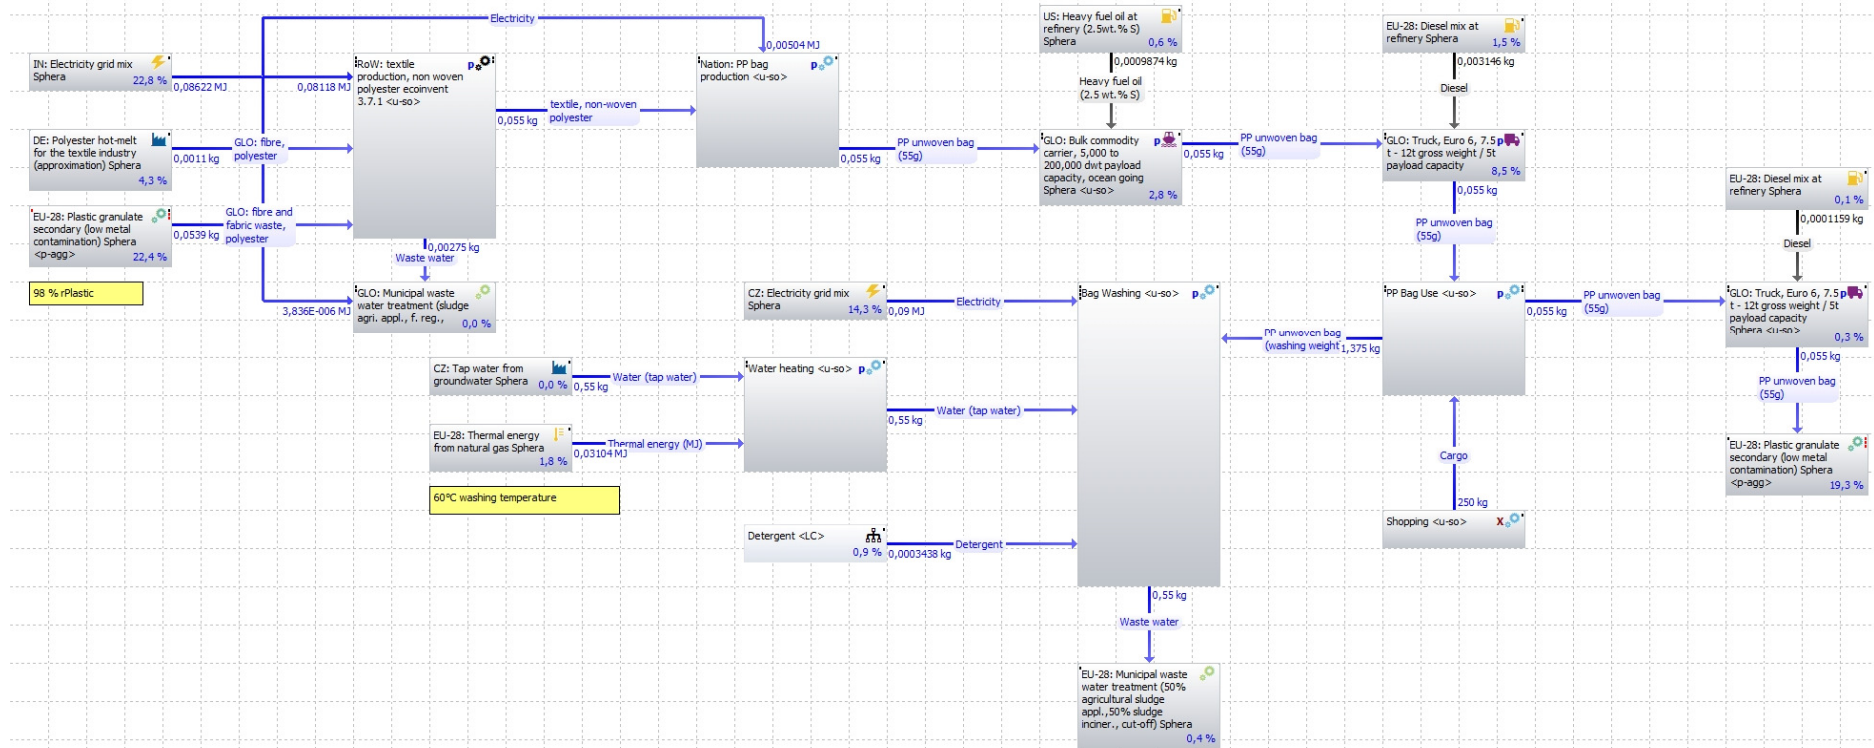 Electricity
0,00504 MJ
IN: Electricity grid mix
Sphera
22,8 %
0,08622 MJ
0,08118 MJ
RoW: textile
production, non woven
polyester ecoinvent
3.7.1 <u-so>
p
textile, non-woven
polyester
0,055 kg
Nation: PP bag
production <u-so>
p
PP unwoven bag
(55g)
0,055 kg
US: Heavy fuel oil at
refinery (2.5wt.% S)
Sphera
0,6 %
0,0009874 kg
Heavy fuel oil
(2.5 wt.% S)
GLO: Bulk commodity
carrier, 5,000 to
200,000 dwt payload
capacity, ocean going
Sphera <u-so>
p
2,8 %
PP unwoven bag
(55g)
0,055 kg
EU-28: Diesel mix at
refinery Sphera
1,5 %
0,003146 kg
Diesel
GLO: Truck, Euro 6, 7.5
t - 12t gross weight / 5t
payload capacity
p
8,5 %
0,055 kg
PP unwoven bag
(55g)
EU-28: Diesel mix at
refinery Sphera
0,1 %
0,0001159 kg
Diesel
DE: Polyester hot-melt
for the textile industry
(approximation) Sphera
4,3 %
0,0011 kg
GLO: fibre,
polyester
EU-28: Plastic granulate
secondary (low metal
contamination) Sphera
<p-agg>
22,4 %
0,0539 kg
GLO: fibre and
fabric waste,
polyester
98 % rPlastic
0,00275 kg
Waste water
GLO: Municipal waste
water treatment (sludge
agri. appl., f. reg.,
0,0 %
3,836E-006 MJ
CZ: Electricity grid mix
Sphera
14,3 %
0,09 MJ
Electricity
Bag Washing <u-so>
p
PP unwoven bag
(washing weight
1,375 kg
PP Bag Use <u-so>
p
PP unwoven bag
(55g)
0,055 kg
GLO: Truck, Euro 6, 7.5
t - 12t gross weight / 5t
payload capacity
Sphera <u-so>
p
0,3 %
0,055 kg
PP unwoven bag
(55g)
CZ: Tap water from
groundwater Sphera
0,0 %
0,55 kg
Water (tap water)
Water heating <u-so>
p
0,55 kg
Water (tap water)
EU-28: Thermal energy
from natural gas Sphera
1,8 %
Thermal energy (MJ)
0,03104 MJ
60°C washing temperature
EU-28: Plastic granulate
secondary (low metal
contamination) Sphera
<p-agg>
19,3 %
Cargo
250 kg
Shopping <u-so>
X
Detergent <LC>
0,9 %
0,0003438 kg
Detergent
0,55 kg
Waste water
EU-28: Municipal waste
water treatment (50%
agricultural sludge
appl.,50% sludge
inciner., cut-off) Sphera
0,4 %